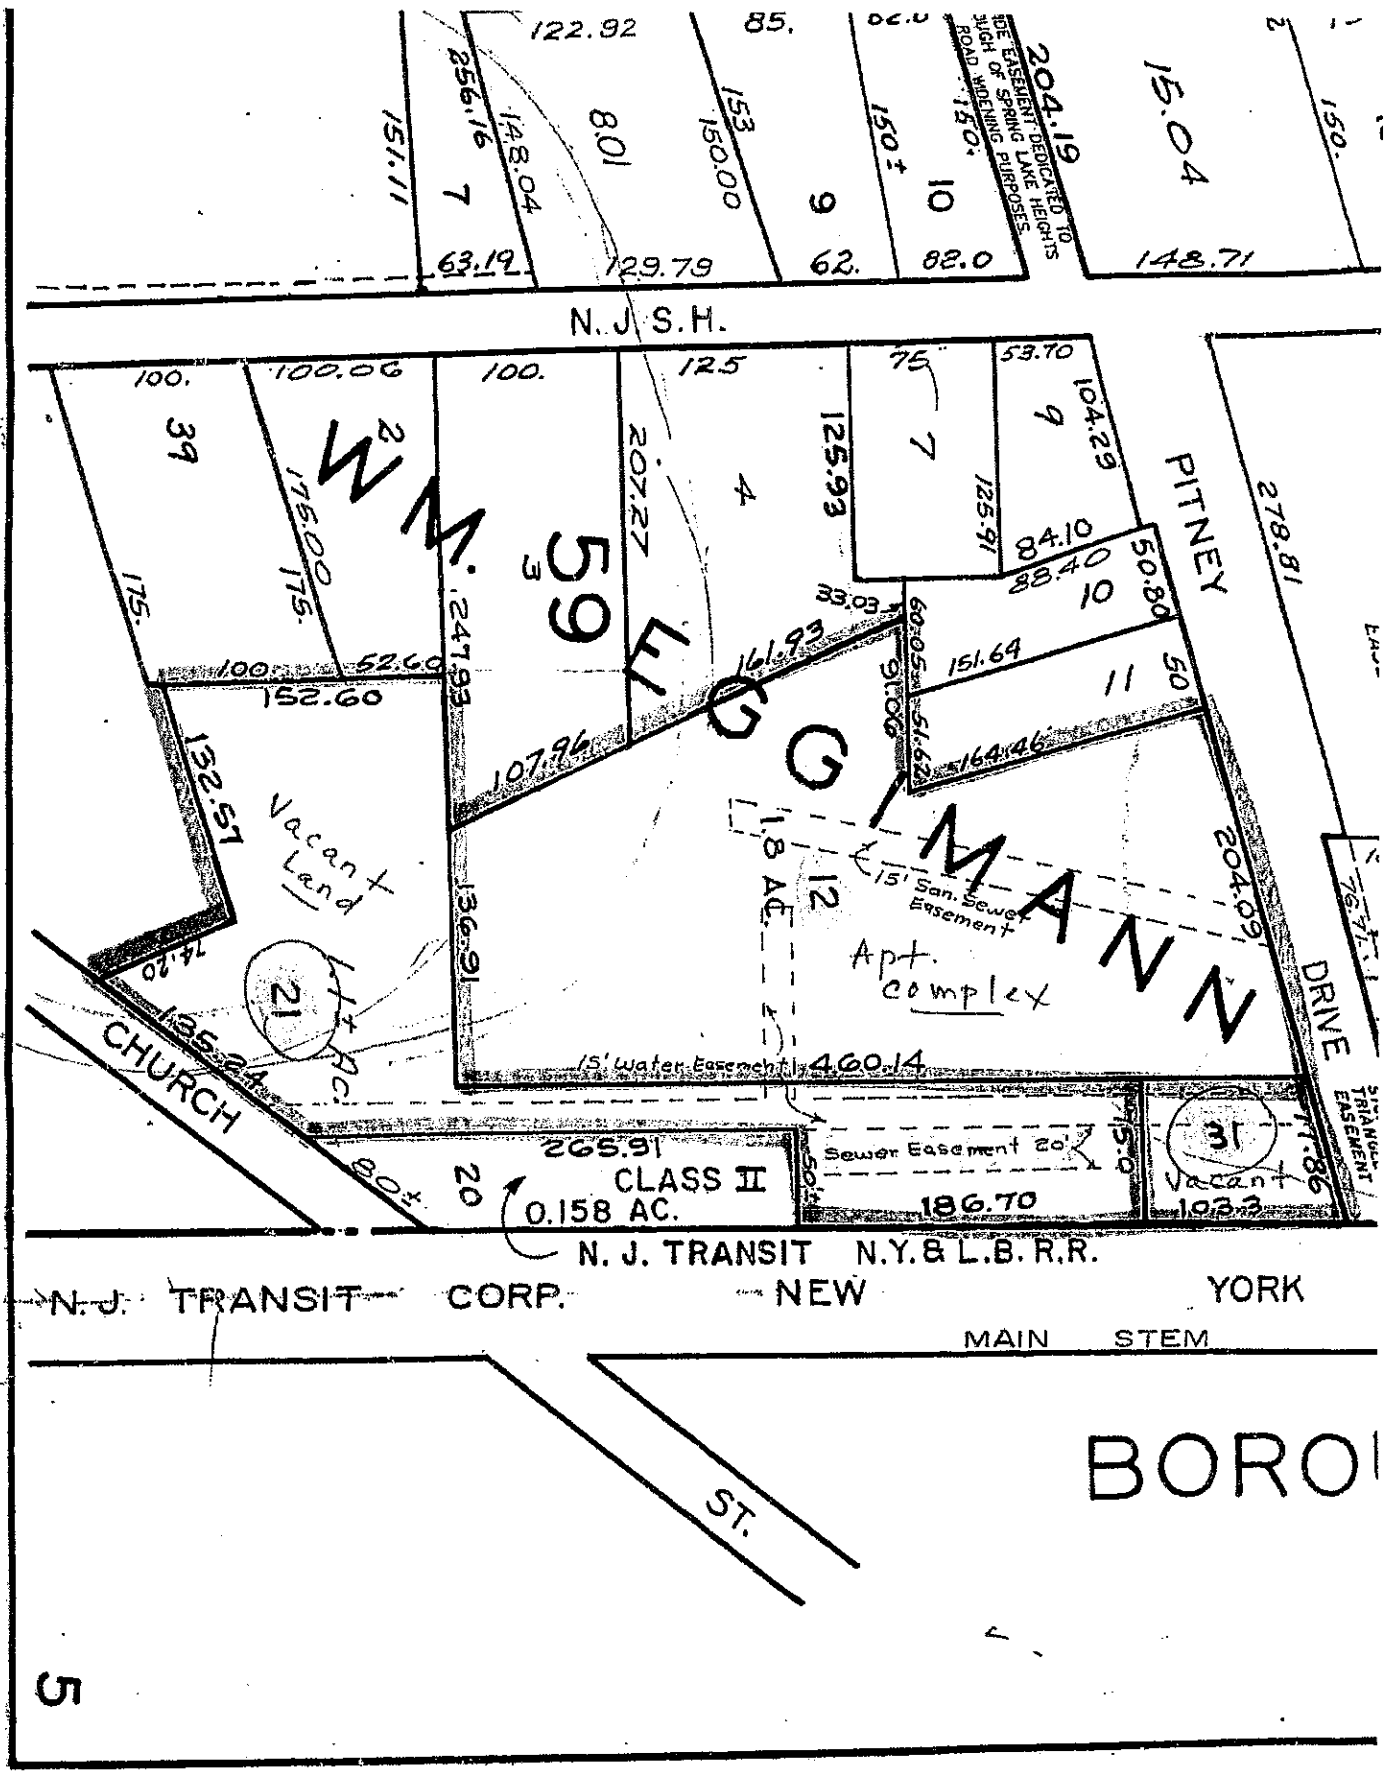 122.92
85.
150.
256.16
148.04
8.01
153
150.00
150±
150.
204.19
EASEMENT DEDICATED TO
OF SPRING LAKE HEIGHTS
ROAD WIDENING PURPOSES.
15.04
151.11
7
9
10
63.19
129.79
62.
82.0
148.71
N. J. S. H.
100.
100.06
100.
125
75
53.70
39
2
207.27
4
125.93
7
9
104.29
PITNEY
278.81
175.00
175.
175.
WM. EGGIMANN
59
3
125.91
84.10
88.40
10
50.80
33.03
60.05
161.93
151.64
11
50
100.
52.60
152.60
247.93
91.06
51.62
164.46
107.96
132.57
Vacant
Land
1.8 AC.
12
15' San. Sewer
Easement
204.09
74.20
136.91
Apt.
complex
DRIVE
21
1.1± AC.
135.24
CHURCH
15' Water Easement
460.14
TRIANGLE
EASEMENT
265.91
CLASS II
0.158 AC.
80±
20
50'±
Sewer Easement 20'
75.0
186.70
31
Vacant
103.3
77.86
N. J. TRANSIT N.Y. & L.B. R.R.
N. J. TRANSIT CORP. NEW YORK
MAIN STEM
ST.
5